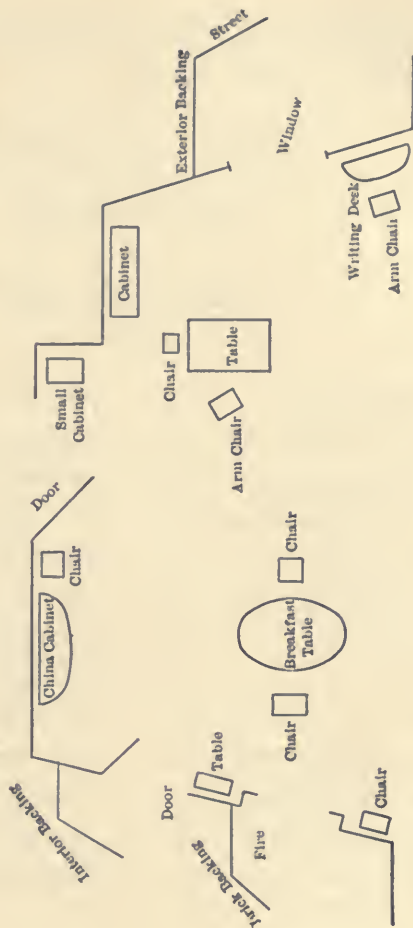 Interior Backing
China Cabinet
Door
Small
Cabinet
Street
Chair
Cabinet
Door
Chair
Exterior Backing
Table
Backing
Table
Arm Chair
Fire
Window
Chair
Breakfast
Table
Chair
Writing Desk
Chair
Arm Chair